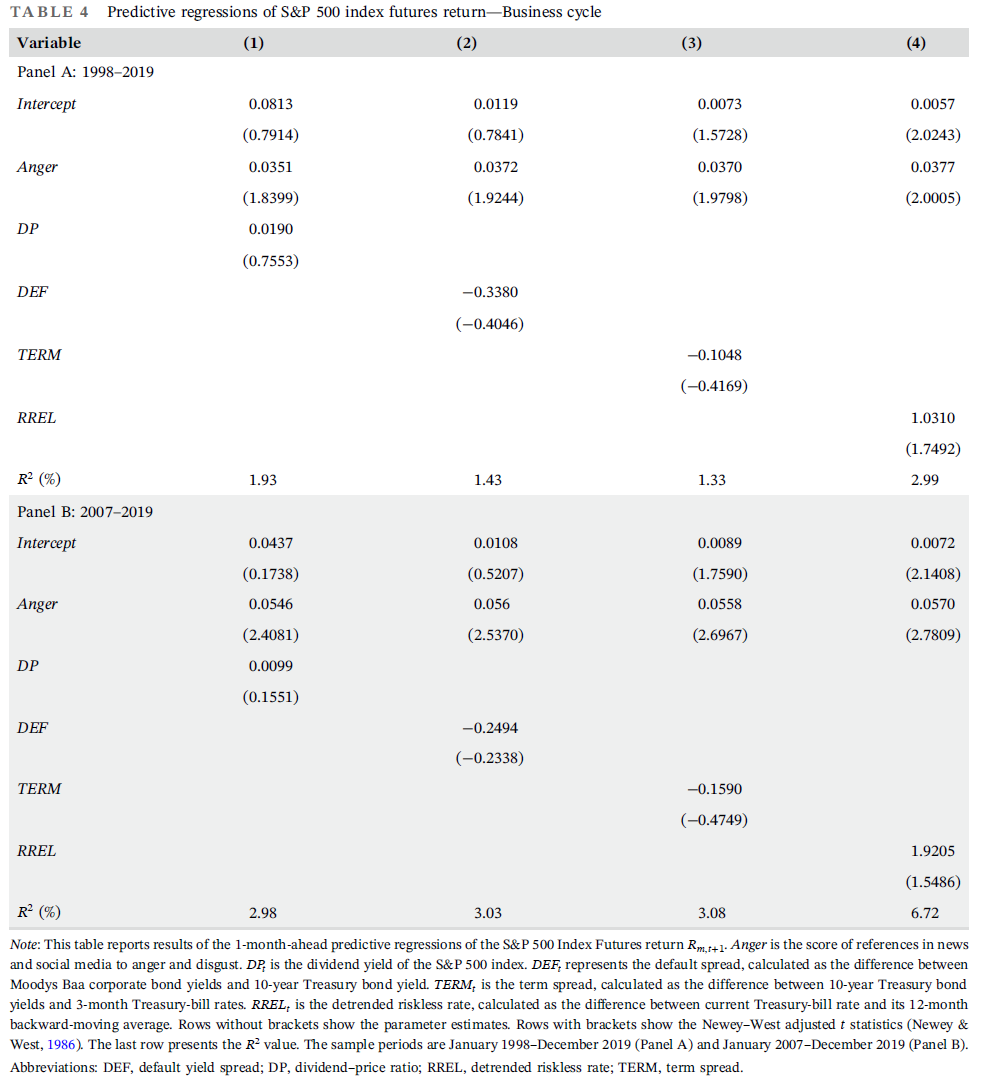 TABLE 4 Predictive regressions of S&P 500 index futures return—Business cycle
Variable (1) (2) (3) (4)
Panel A: 1998–2019
Intercept 0.0813 0.0119 0.0073 0.0057
(0.7914) (0.7841) (1.5728) (2.0243)
Anger 0.0351 0.0372 0.0370 0.0377
(1.8399) (1.9244) (1.9798) (2.0005)
DP 0.0190
(0.7553)
DEF −0.3380
(−0.4046)
TERM −0.1048
(−0.4169)
RREL 1.0310
(1.7492)
R² (%) 1.93 1.43 1.33 2.99
Panel B: 2007–2019
Intercept 0.0437 0.0108 0.0089 0.0072
(0.1738) (0.5207) (1.7590) (2.1408)
Anger 0.0546 0.056 0.0558 0.0570
(2.4081) (2.5370) (2.6967) (2.7809)
DP 0.0099
(0.1551)
DEF −0.2494
(−0.2338)
TERM −0.1590
(−0.4749)
RREL 1.9205
(1.5486)
R² (%) 2.98 3.03 3.08 6.72
Note: This table reports results of the 1-month-ahead predictive regressions of the S&P 500 Index Futures return Rm,t+1. Anger is the score of references in news
and social media to anger and disgust. DPt is the dividend yield of the S&P 500 index. DEFt represents the default spread, calculated as the difference between
Moodys Baa corporate bond yields and 10-year Treasury bond yield. TERMt is the term spread, calculated as the difference between 10-year Treasury bond
yields and 3-month Treasury-bill rates. RRELt is the detrended riskless rate, calculated as the difference between current Treasury-bill rate and its 12-month
backward-moving average. Rows without brackets show the parameter estimates. Rows with brackets show the Newey–West adjusted t statistics (Newey &
West, 1986). The last row presents the R² value. The sample periods are January 1998–December 2019 (Panel A) and January 2007–December 2019 (Panel B).
Abbreviations: DEF, default yield spread; DP, dividend–price ratio; RREL, detrended riskless rate; TERM, term spread.